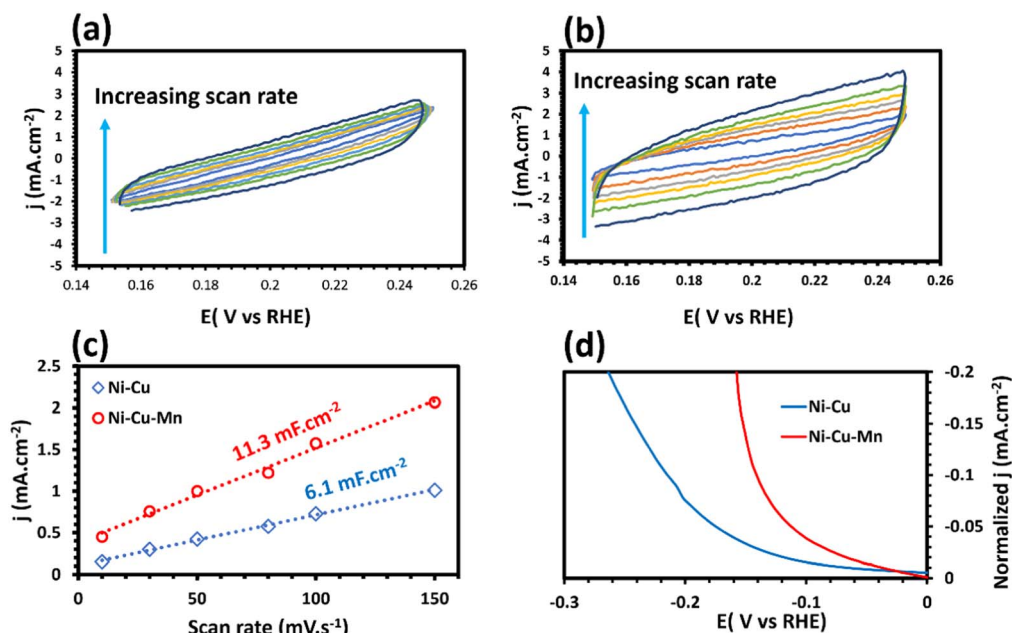 (a)
5
4
3
2
1
0
-1
-2
-3
-4
-5
j (mA.cm-2)
Increasing scan rate
0.14 0.16 0.18 0.20 0.22 0.24 0.26
E( V vs RHE)
(b)
5
4
3
2
1
0
-1
-2
-3
-4
-5
j (mA.cm-2)
Increasing scan rate
0.14 0.16 0.18 0.20 0.22 0.24 0.26
E( V vs RHE)
(c)
2.5
2
1.5
1
0.5
0
j (mA.cm-2)
Ni-Cu
Ni-Cu-Mn
11.3 mF.cm-2
6.1 mF.cm-2
0 50 100 150
Scan rate (mV.s-1)
(d)
Ni-Cu
Ni-Cu-Mn
-0.2
-0.15
-0.1
-0.05
0
Normalized j (mA.cm-2)
-0.3 -0.2 -0.1 0
E( V vs RHE)